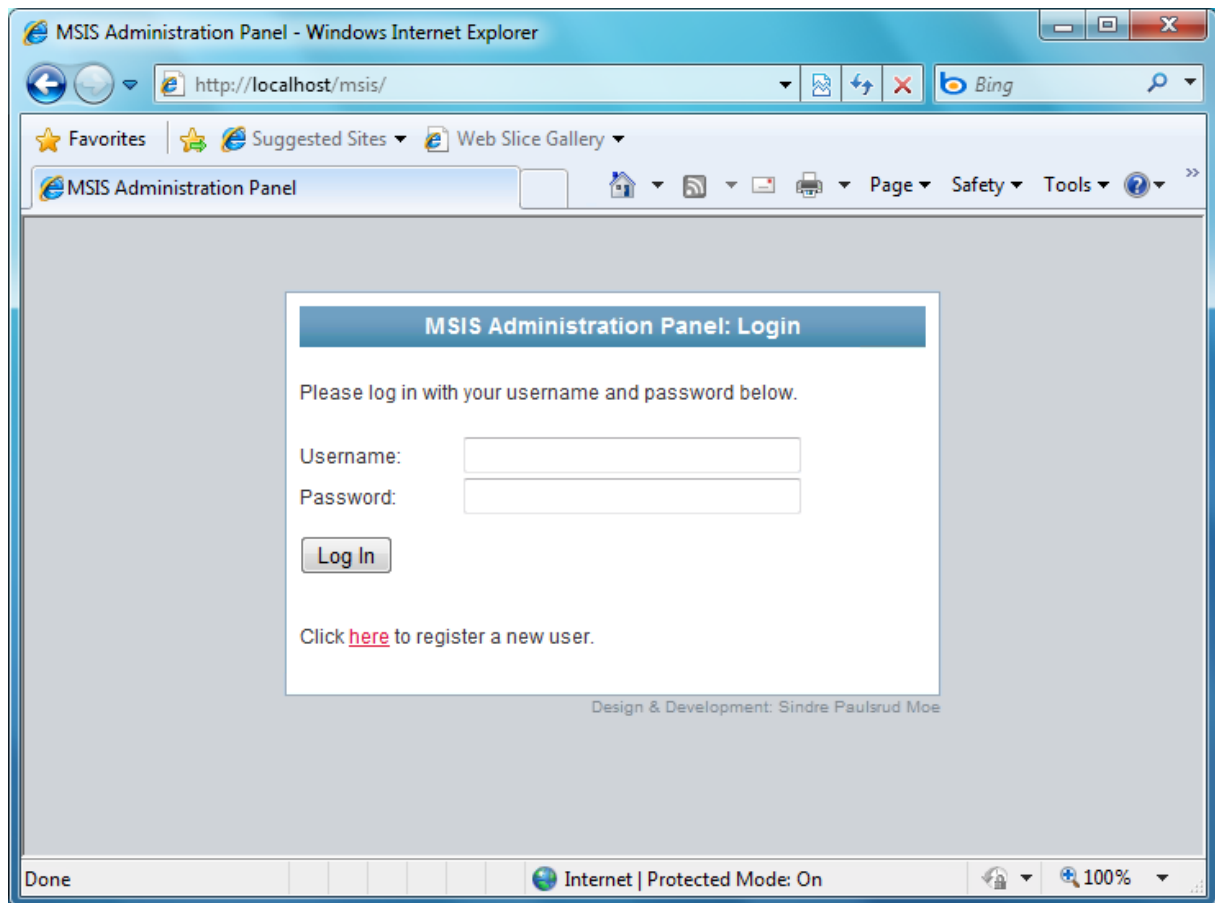 MSIS Administration Panel - Windows Internet Explorer
http://localhost/msis/
Bing
Favorites Suggested Sites Web Slice Gallery
MSIS Administration Panel Page Safety Tools
MSIS Administration Panel: Login
Please log in with your username and password below.
Username:
Password:
Log In
Click here to register a new user.
Design & Development: Sindre Paulsrud Moe
Done Internet | Protected Mode: On 100%